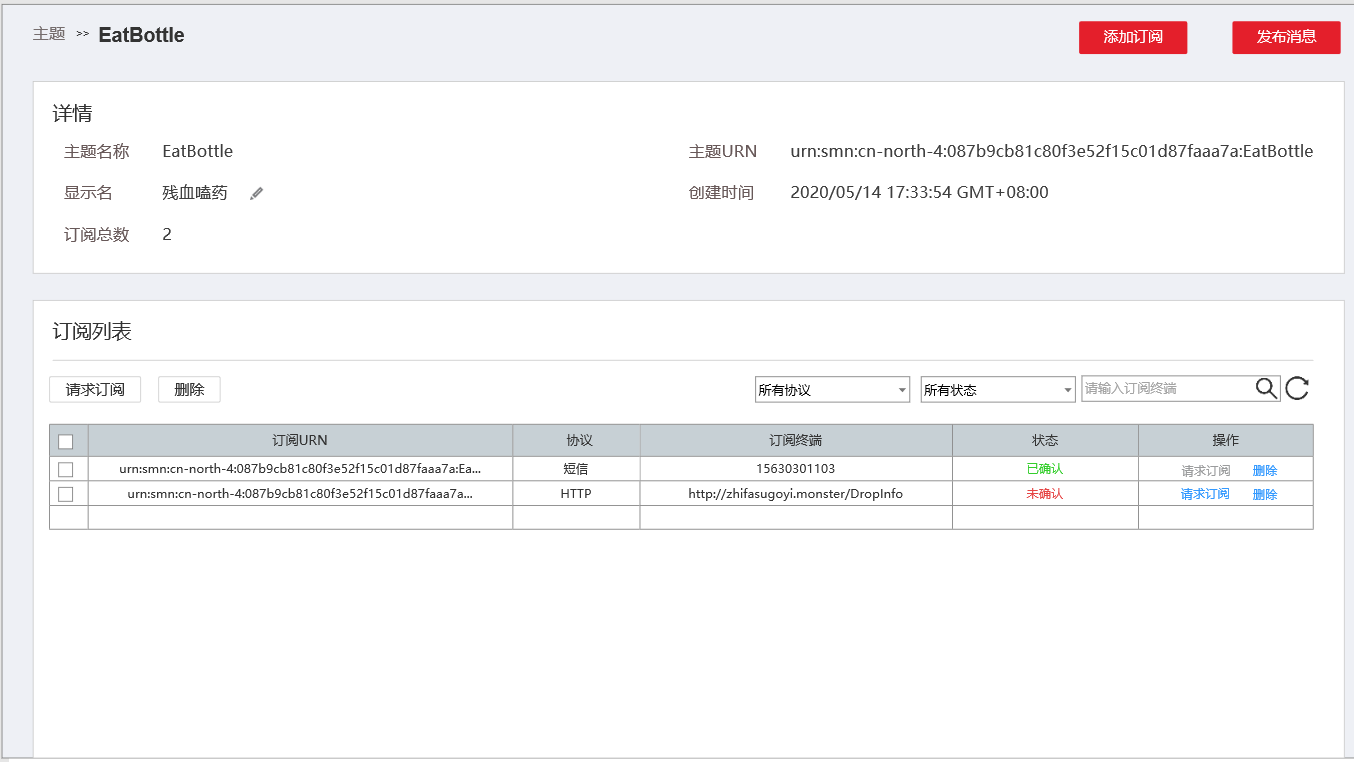 主题 >> EatBottle
添加订阅 发布消息
详情
主题名称 EatBottle 主题URN urn:smn:cn-north-4:087b9cb81c80f3e52f15c01d87faaa7a:EatBottle
显示名 残血嗑药 创建时间 2020/05/14 17:33:54 GMT+08:00
订阅总数 2
订阅列表
请求订阅 删除 所有协议 所有状态 请输入订阅终端
订阅URN 协议 订阅终端 状态 操作
urn:smn:cn-north-4:087b9cb81c80f3e52f15c01d87faaa7a:Ea... 短信 15630301103 已确认 请求订阅 删除
urn:smn:cn-north-4:087b9cb81c80f3e52f15c01d87faaa7a... HTTP http://zhifasugoyi.monster/DropInfo 未确认 请求订阅 删除